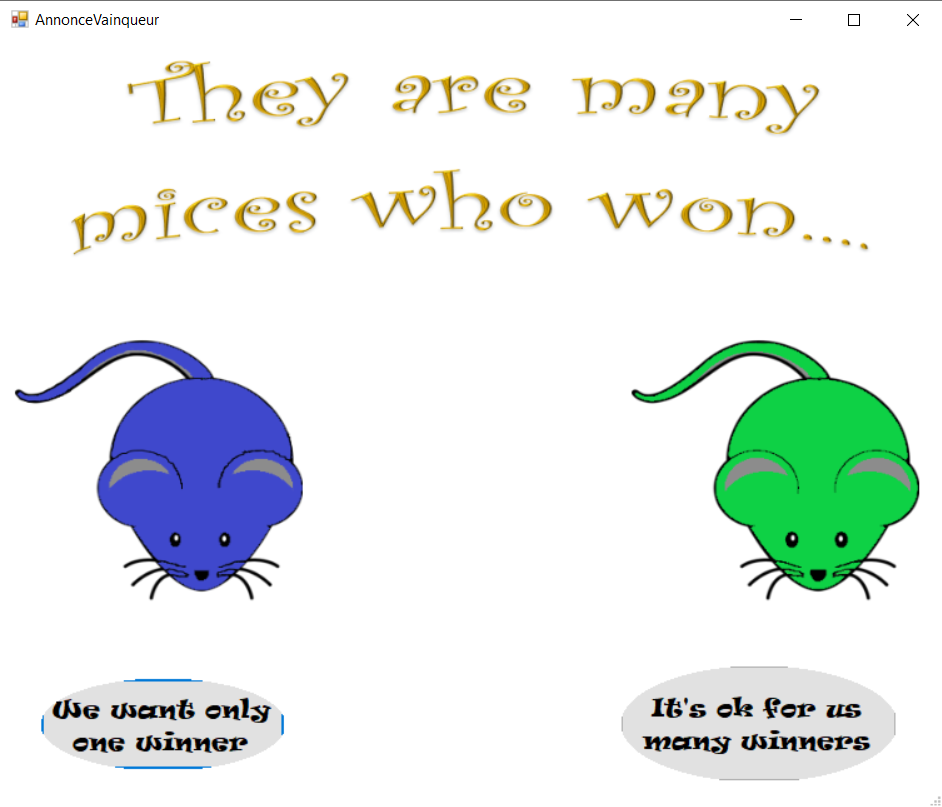 AnnonceVainqueur
They are many
mices who won....
We want only
one winner
It's ok for us
many winners